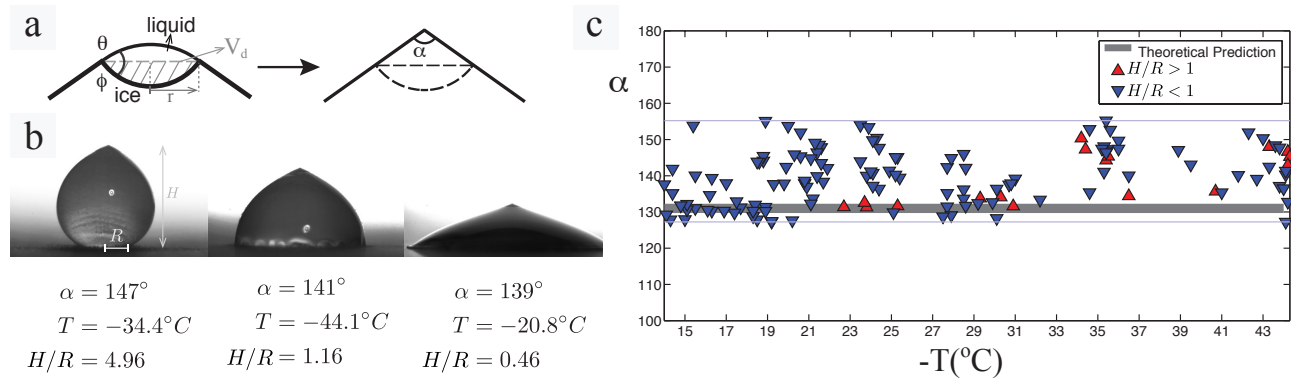 a
liquid
θ
V_d
ϕ
ice
r
α
b
H
R
α = 147°
T = −34.4°C
H/R = 4.96
α = 141°
T = −44.1°C
H/R = 1.16
α = 139°
T = −20.8°C
H/R = 0.46
c
α
180
170
160
150
140
130
120
110
100
Theoretical Prediction
H/R > 1
H/R < 1
15 17 19 21 23 25 27 29 31 33 35 37 39 41 43
-T(°C)